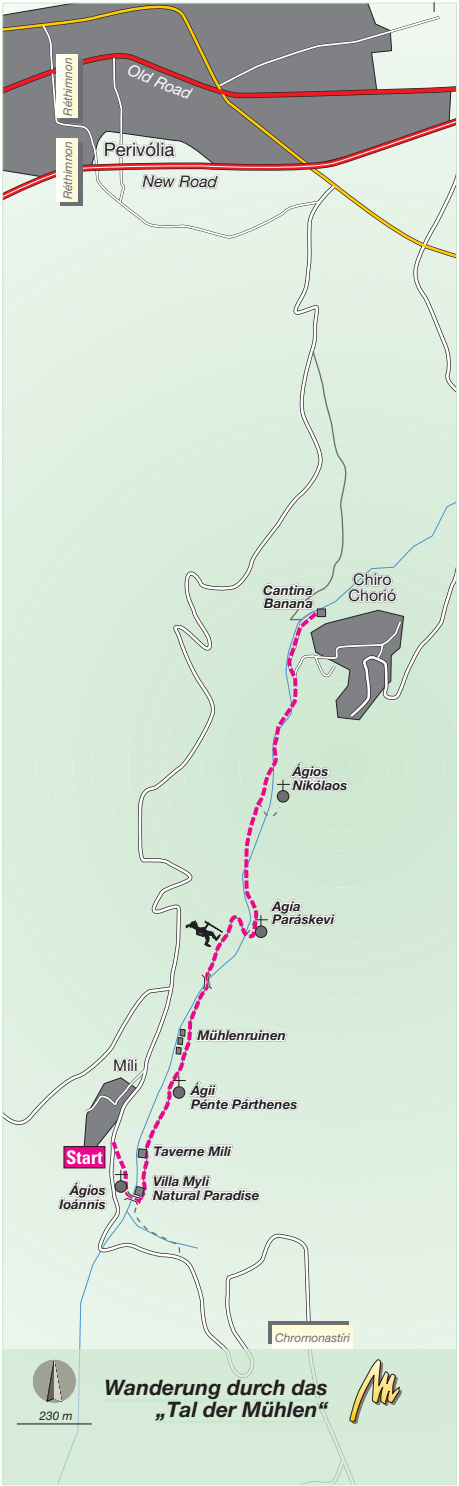 Réthimnon
Old Road
Réthimnon
Perivólia
New Road
Cantina
Banana
Chiro
Chorió
Ágios
Nikólaos
Agía
Paráskevi
Mühlenruinen
Míli
Ágii
Pénte Párthenes
Start
Taverne Mili
Ágios
Ioánnis
Villa Myli
Natural Paradise
Chromonastíri
230 m
Wanderung durch das
„Tal der Mühlen“